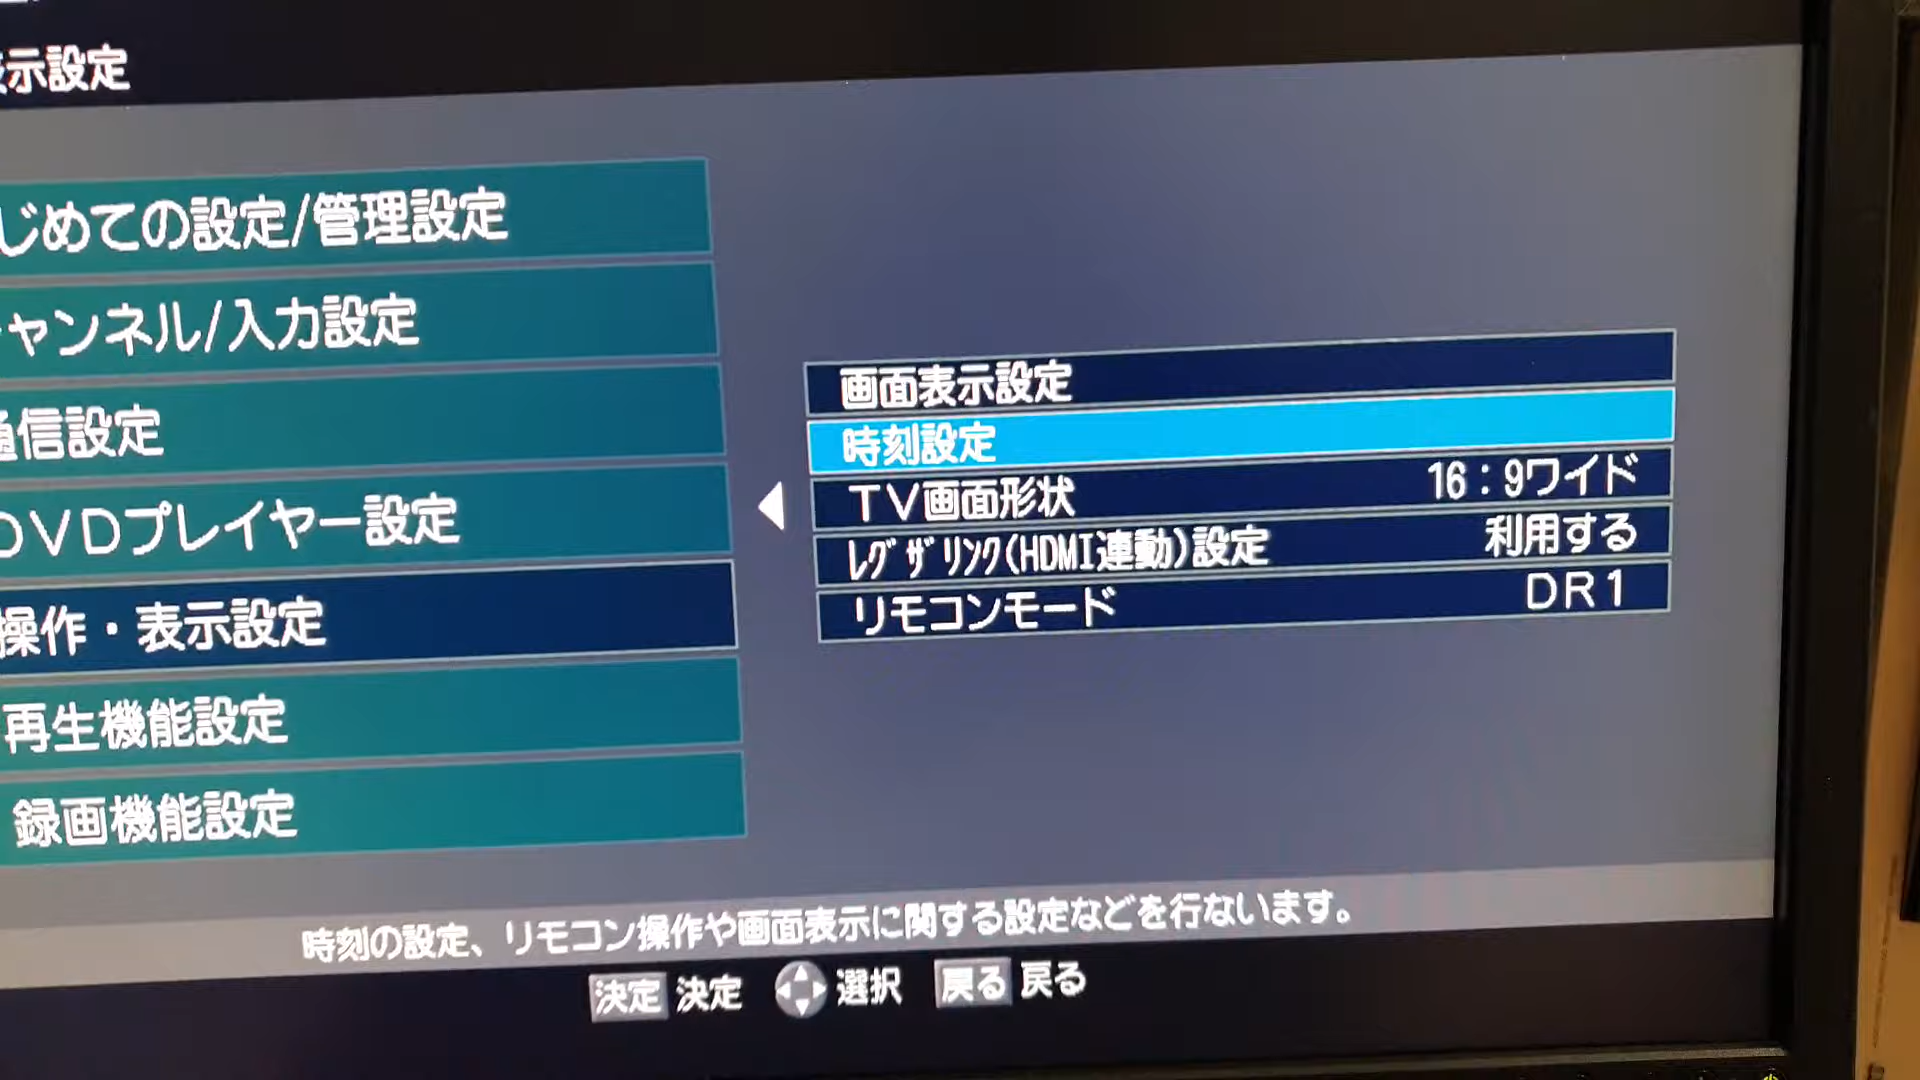 示設定
じめての設定/管理設定
ャンネル/入力設定
通信設定
DVDプレイヤー設定
操作・表示設定
再生機能設定
録画機能設定
画面表示設定
時刻設定
TV画面形状 16:9ワイド
レグザリンク(HDMI連動)設定 利用する
リモコンモード DR1
時刻の設定、リモコン操作や画面表示に関する設定などを行ないます。
決定 決定 選択 戻る 戻る